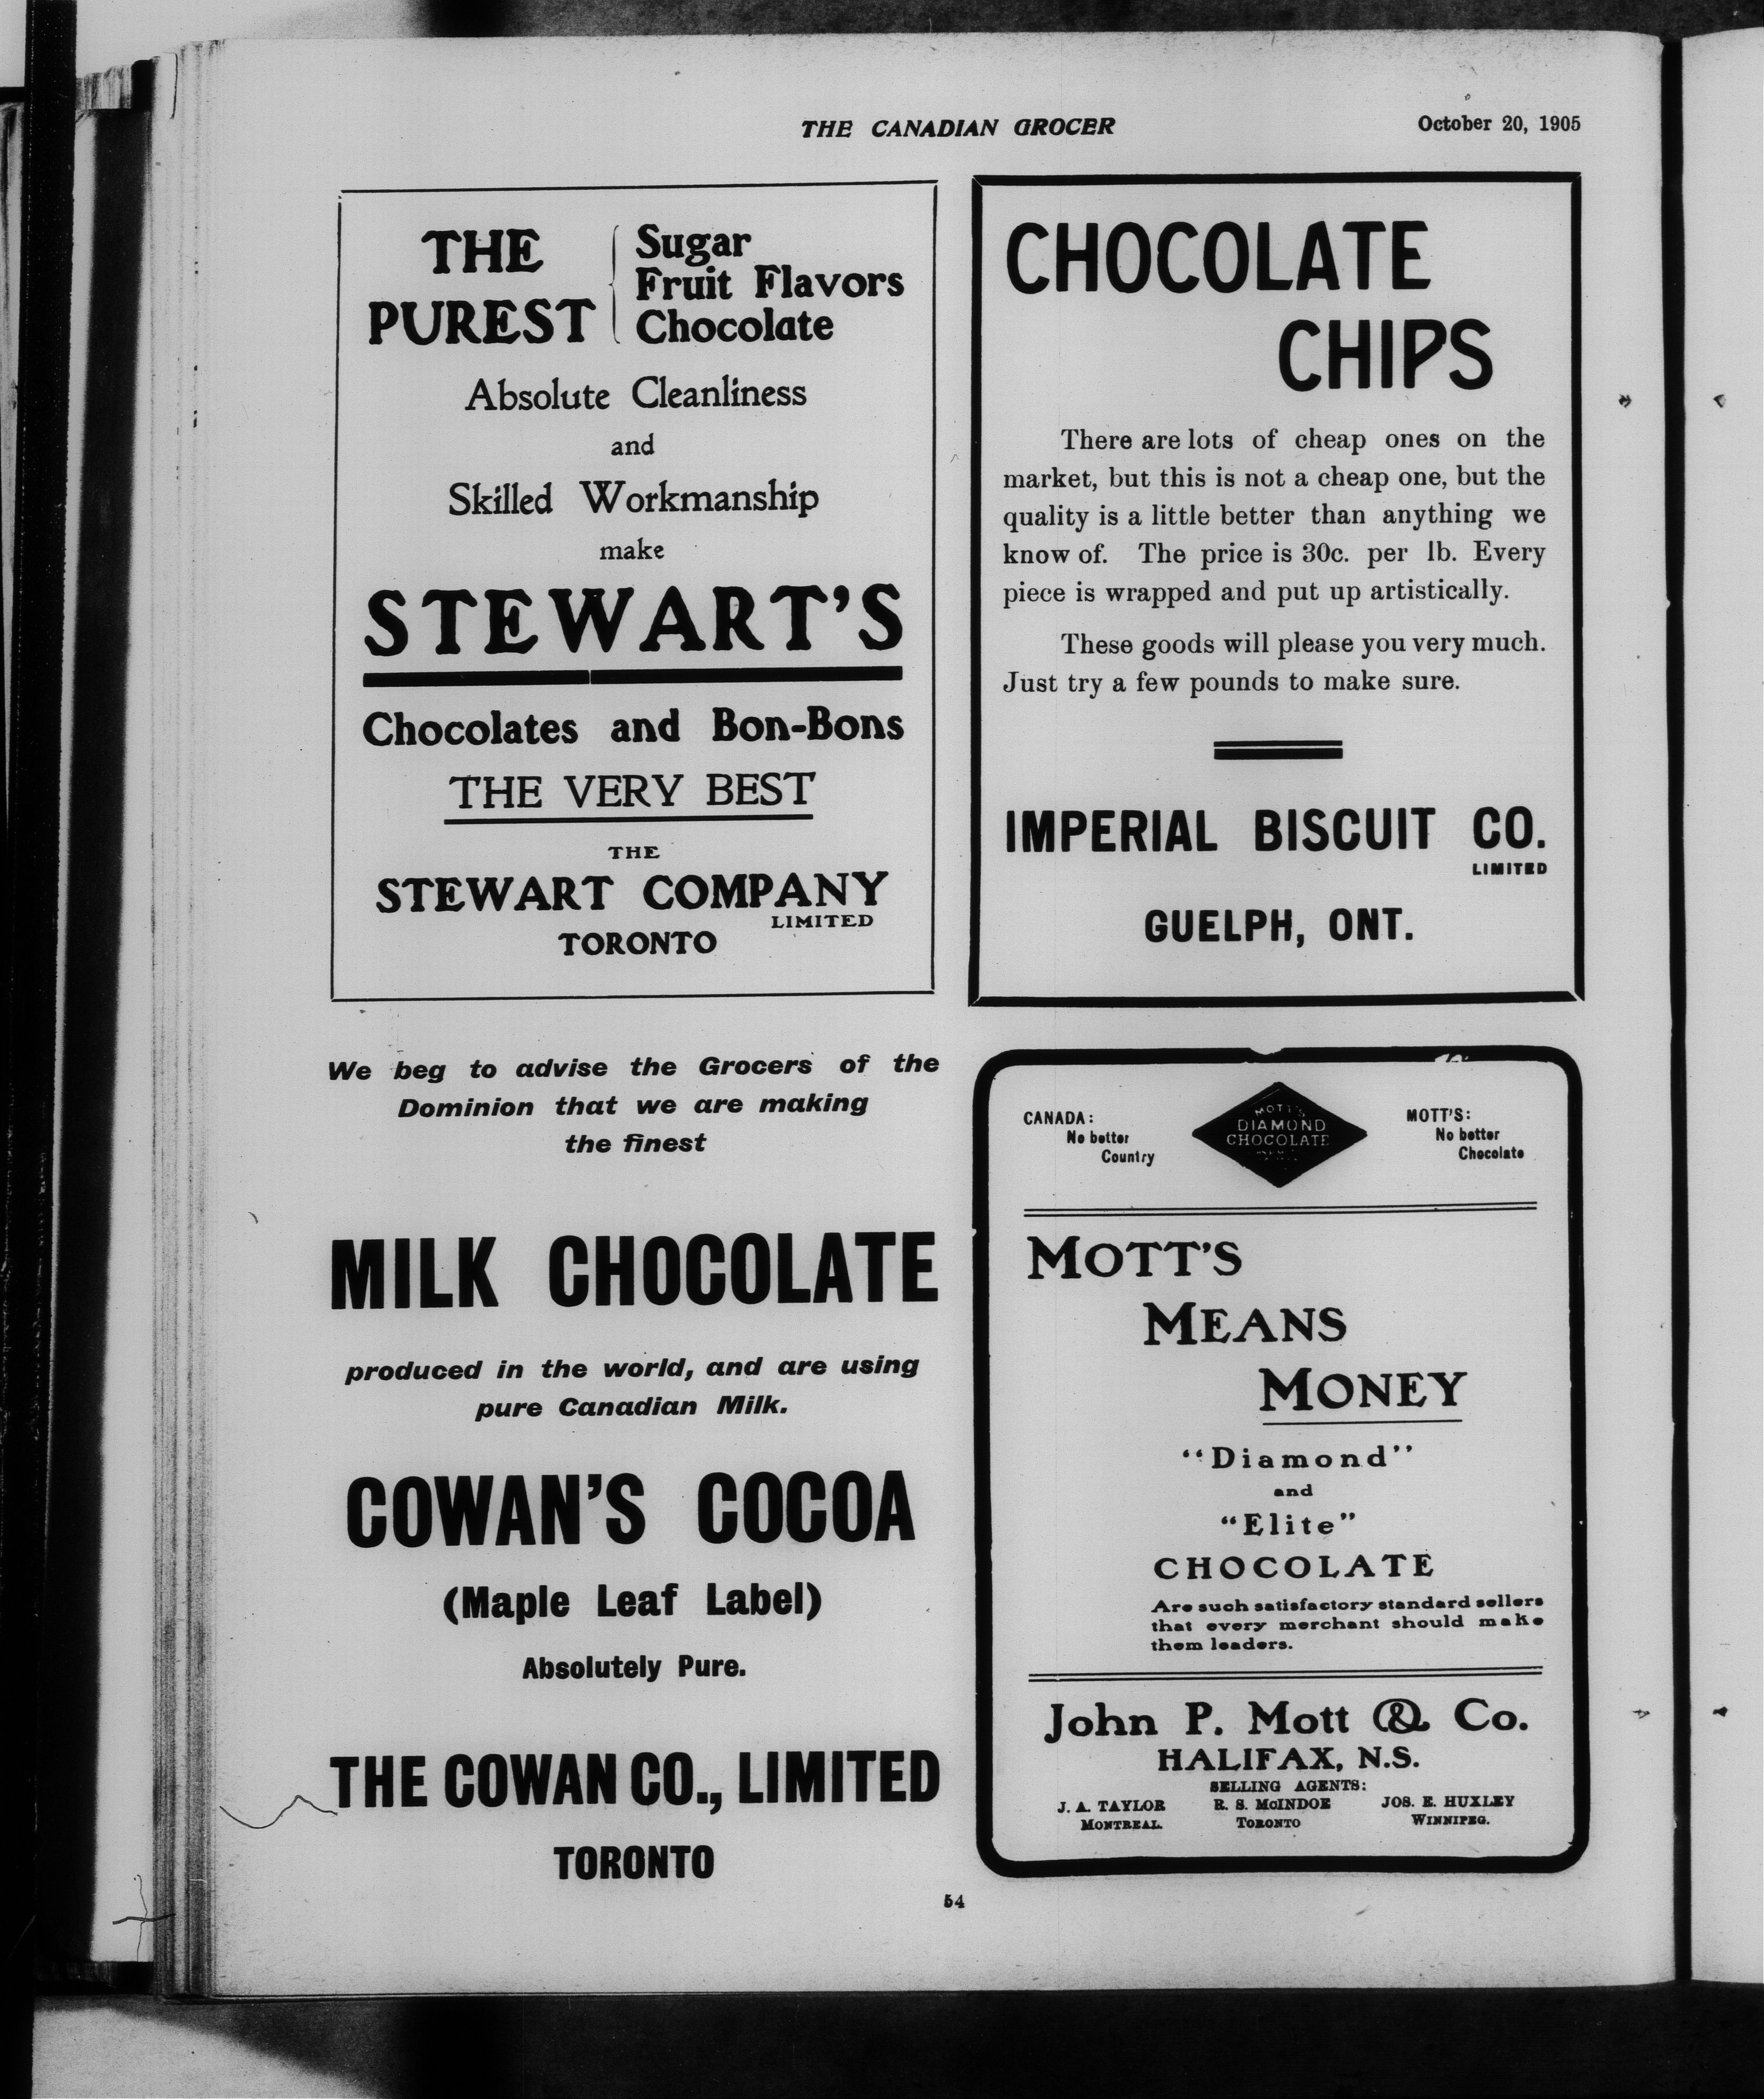 THE CANADIAN GROCER
October 20, 1905
THE
PUREST
Sugar
Fruit Flavors
Chocolate
Absolute Cleanliness
and
Skilled Workmanship
make
STEWART'S
Chocolates and Bon-Bons
THE VERY BEST
THE
STEWART COMPANY
LIMITED
TORONTO
CHOCOLATE
CHIPS
There are lots of cheap ones on the
market, but this is not a cheap one, but the
quality is a little better than anything we
know of. The price is 30c. per lb. Every
piece is wrapped and put up artistically.
These goods will please you very much.
Just try a few pounds to make sure.
IMPERIAL BISCUIT CO.
LIMITED
GUELPH, ONT.
We beg to advise the Grocers of the
Dominion that we are making
the finest
MILK CHOCOLATE
produced in the world, and are using
pure Canadian Milk.
COWAN'S COCOA
(Maple Leaf Label)
Absolutely Pure.
THE COWAN CO., LIMITED
TORONTO
CANADA:
No better
Country
MOTT'S
DIAMOND
CHOCOLATE
MOTT'S:
No better
Chocolate
MOTT'S
MEANS
MONEY
"Diamond"
and
"Elite"
CHOCOLATE
Are such satisfactory standard sellers
that every merchant should make
them leaders.
John P. Mott & Co.
HALIFAX, N.S.
SELLING AGENTS:
J. A. TAYLOR
MONTREAL.
R. S. McINDOE
TORONTO
JOS. E. HUXLEY
WINNIPEG.
54